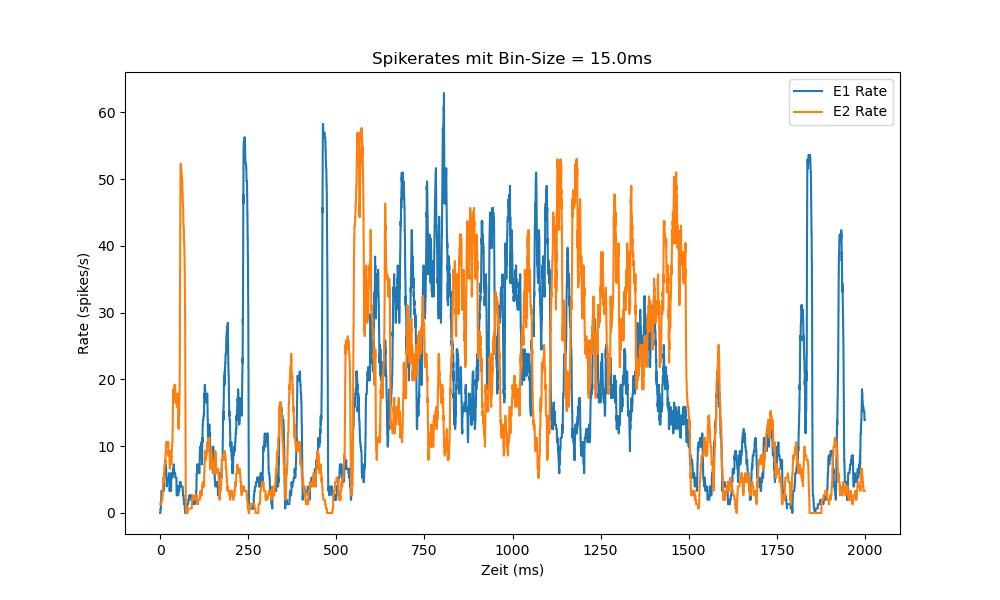 Spikerates mit Bin-Size = 15.0ms
E1 Rate
E2 Rate
Rate (spikes/s)
60
50
40
30
20
10
0
0 250 500 750 1000 1250 1500 1750 2000
Zeit (ms)